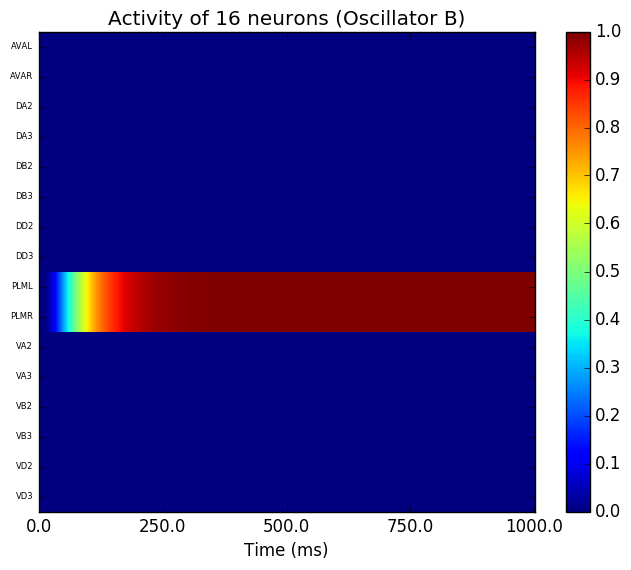 Activity of 16 neurons (Oscillator B)
AVAL
AVAR
DA2
DA3
DB2
DB3
DD2
DD3
PLML
PLMR
VA2
VA3
VB2
VB3
VD2
VD3
0.0 250.0 500.0 750.0 1000.0
Time (ms)
1.0
0.9
0.8
0.7
0.6
0.5
0.4
0.3
0.2
0.1
0.0